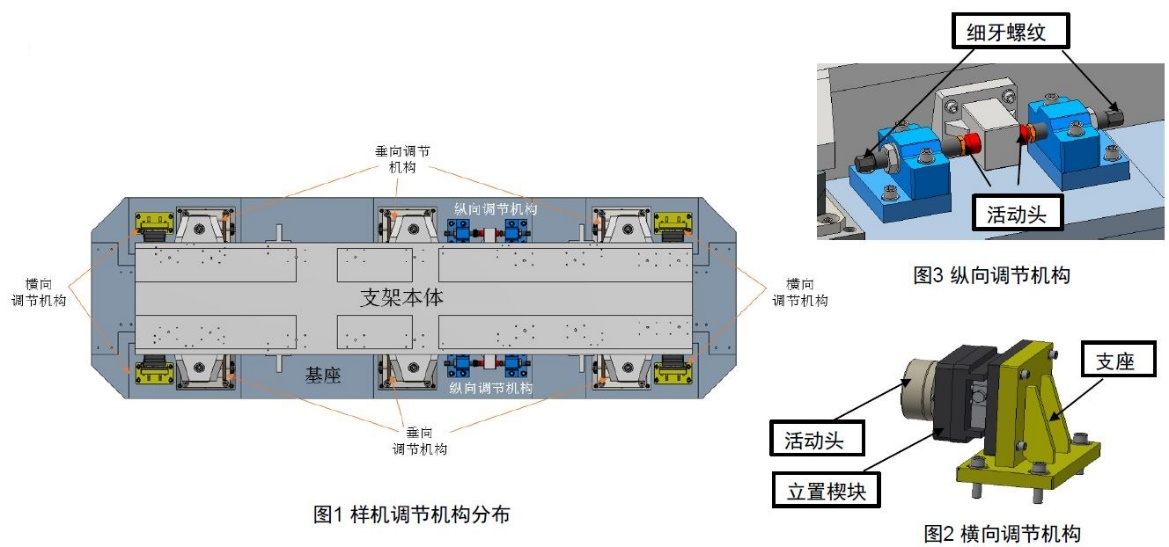 垂向调节
机构
纵向调节机构
横向
调节机构
支架本体
横向
调节机构
基座
纵向调节机构
垂向
调节机构
图1 样机调节机构分布
细牙螺纹
活动头
图3 纵向调节机构
支座
活动头
立置楔块
图2 横向调节机构